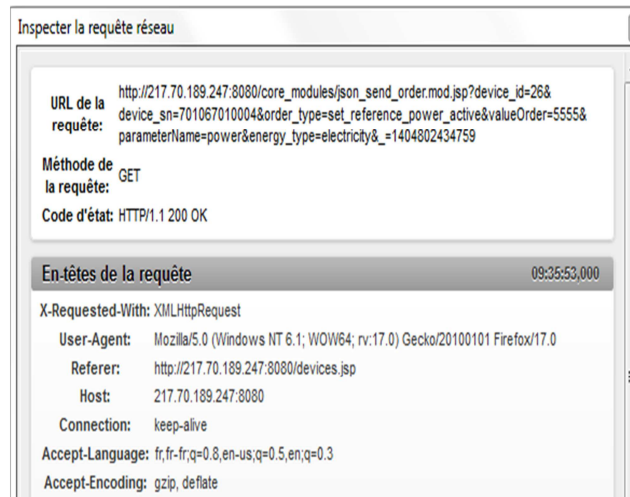 Inspecter la requête réseau
URL de la requête:
http://217.70.189.247:8080/core_modules/json_send_order.mod.jsp?device_id=26&
device_sn=701067010004&order_type=set_reference_power_active&valueOrder=5555&
parameterName=power&energy_type=electricity&_=1404802434759
Méthode de la requête: GET
Code d'état: HTTP/1.1 200 OK
En-têtes de la requête 09:35:53,000
X-Requested-With: XMLHttpRequest
User-Agent: Mozilla/5.0 (Windows NT 6.1; WOW64; rv:17.0) Gecko/20100101 Firefox/17.0
Referer: http://217.70.189.247:8080/devices.jsp
Host: 217.70.189.247:8080
Connection: keep-alive
Accept-Language: fr,fr-fr;q=0.8,en-us;q=0.5,en;q=0.3
Accept-Encoding: gzip, deflate